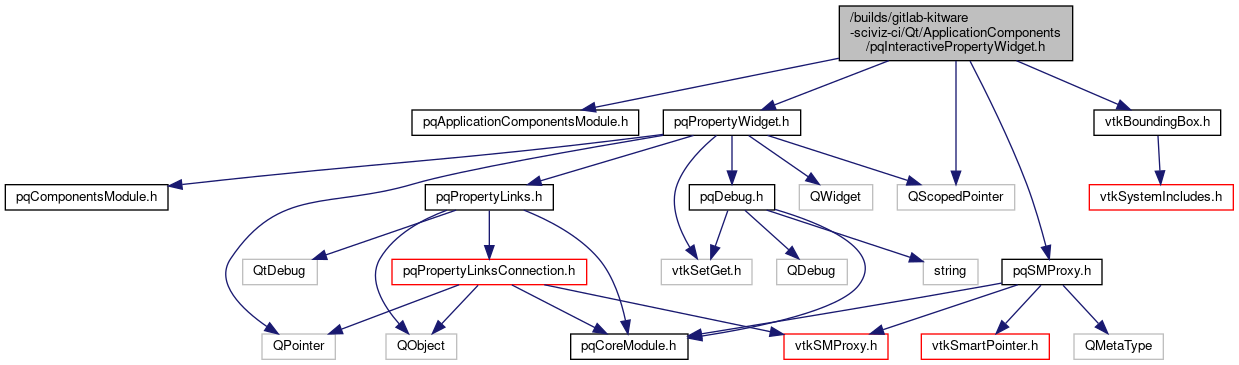 /builds/gitlab-kitware
-sciviz-ci/Qt/ApplicationComponents
/pqInteractivePropertyWidget.h
pqApplicationComponentsModule.h
pqPropertyWidget.h
vtkBoundingBox.h
pqComponentsModule.h
pqPropertyLinks.h
pqDebug.h
QWidget
QScopedPointer
vtkSystemIncludes.h
QtDebug
pqPropertyLinksConnection.h
vtkSetGet.h
QDebug
string
pqSMProxy.h
QPointer
QObject
pqCoreModule.h
vtkSMProxy.h
vtkSmartPointer.h
QMetaType